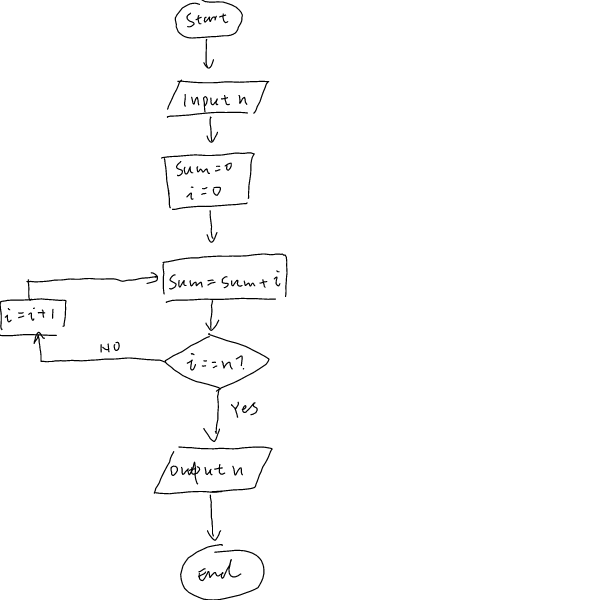 Start
Input n
Sum=0
i=0
Sum=Sum+i
i=i+1
NO
i==n?
Yes
Output n
End